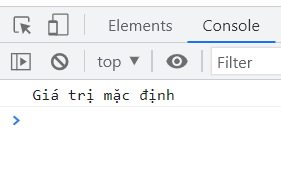 Elements Console
top Filter
Giá trị mặc định